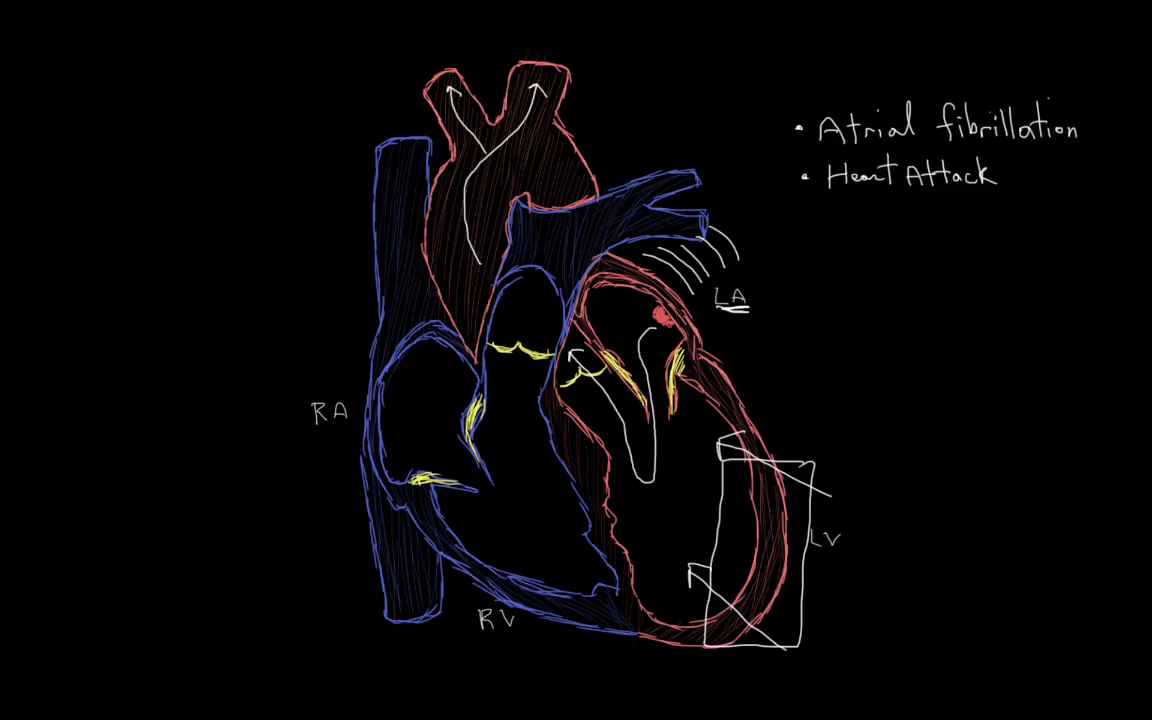 • Atrial fibrillation
• Heart Attack
LA
RA
LV
RV